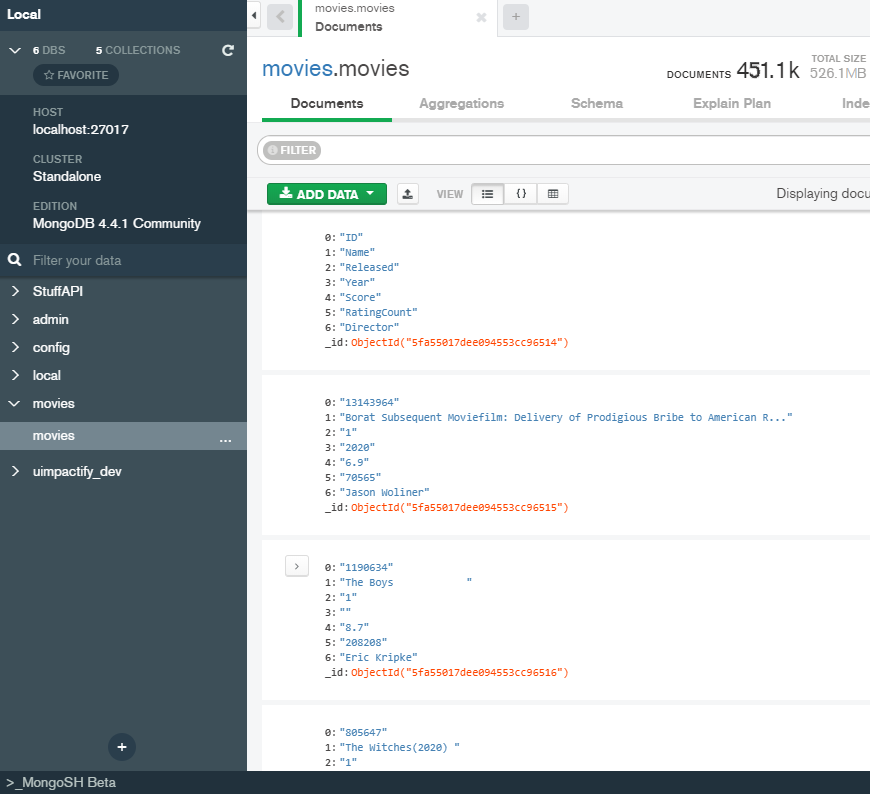 Local
6 DBS 5 COLLECTIONS
FAVORITE
HOST
localhost:27017
CLUSTER
Standalone
EDITION
MongoDB 4.4.1 Community
Filter your data
StuffAPI
admin
config
local
movies
movies ...
uimpactify_dev
>_MongoSH Beta
movies.movies
Documents
movies.movies
DOCUMENTS 451.1k TOTAL SIZE 526.1MB
Documents Aggregations Schema Explain Plan Inde
FILTER
ADD DATA VIEW { } Displaying docu
0: "ID"
1: "Name"
2: "Released"
3: "Year"
4: "Score"
5: "RatingCount"
6: "Director"
_id: ObjectId("5fa55017dee094553cc96514")
0: "13143964"
1: "Borat Subsequent Moviefilm: Delivery of Prodigious Bribe to American R..."
2: "1"
3: "2020"
4: "6.9"
5: "70565"
6: "Jason Woliner"
_id: ObjectId("5fa55017dee094553cc96515")
0: "1190634"
1: "The Boys "
2: "1"
3: ""
4: "8.7"
5: "208208"
6: "Eric Kripke"
_id: ObjectId("5fa55017dee094553cc96516")
0: "805647"
1: "The Witches(2020) "
2: "1"